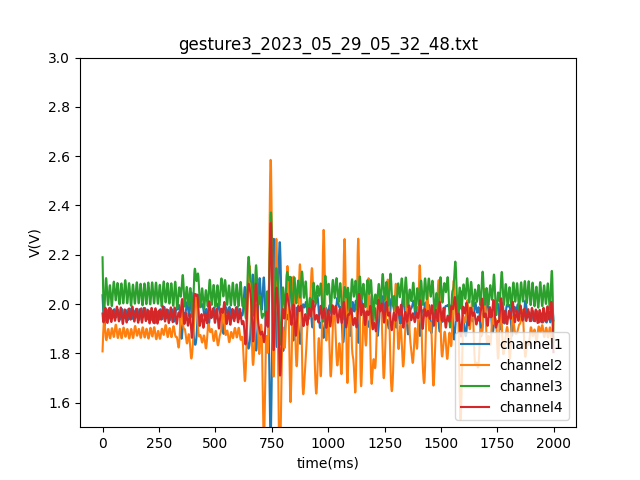 gesture3_2023_05_29_05_32_48.txt
3.0
2.8
2.6
2.4
2.2
2.0
1.8
1.6
V(V)
0 250 500 750 1000 1250 1500 1750 2000
time(ms)
channel1
channel2
channel3
channel4